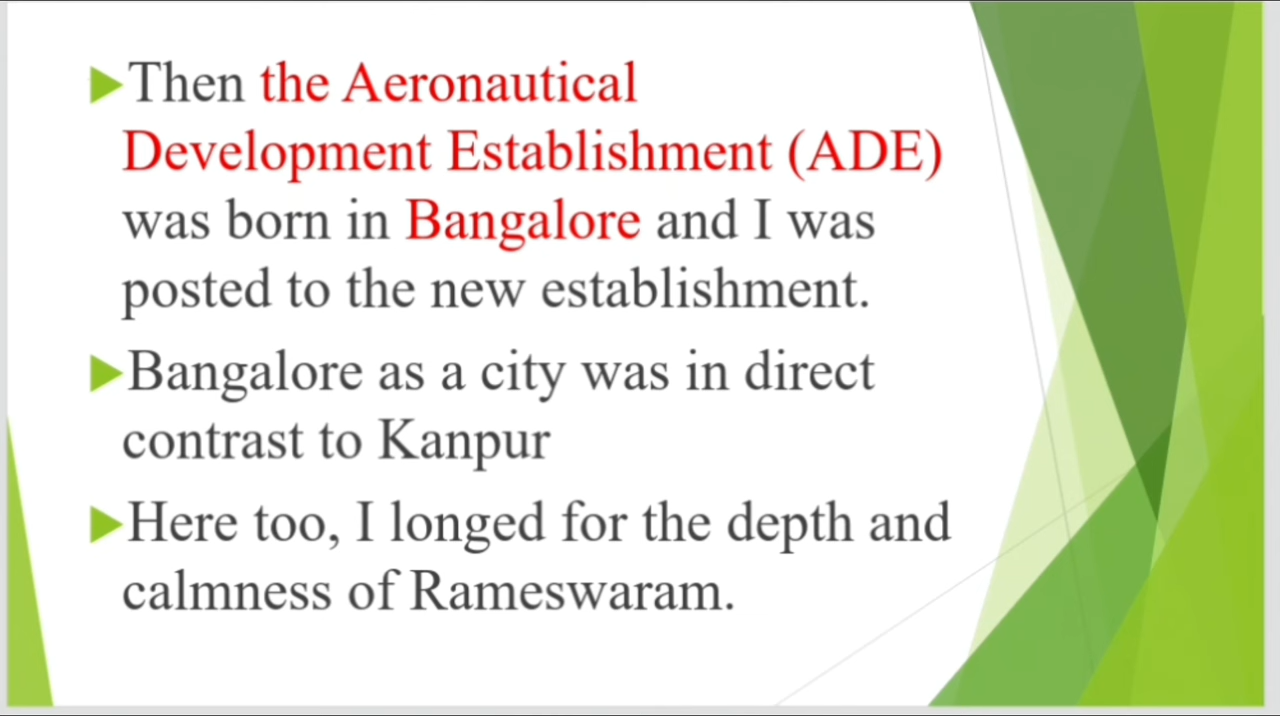 Then the Aeronautical
Development Establishment (ADE)
was born in Bangalore and I was
posted to the new establishment.
Bangalore as a city was in direct
contrast to Kanpur
Here too, I longed for the depth and
calmness of Rameswaram.